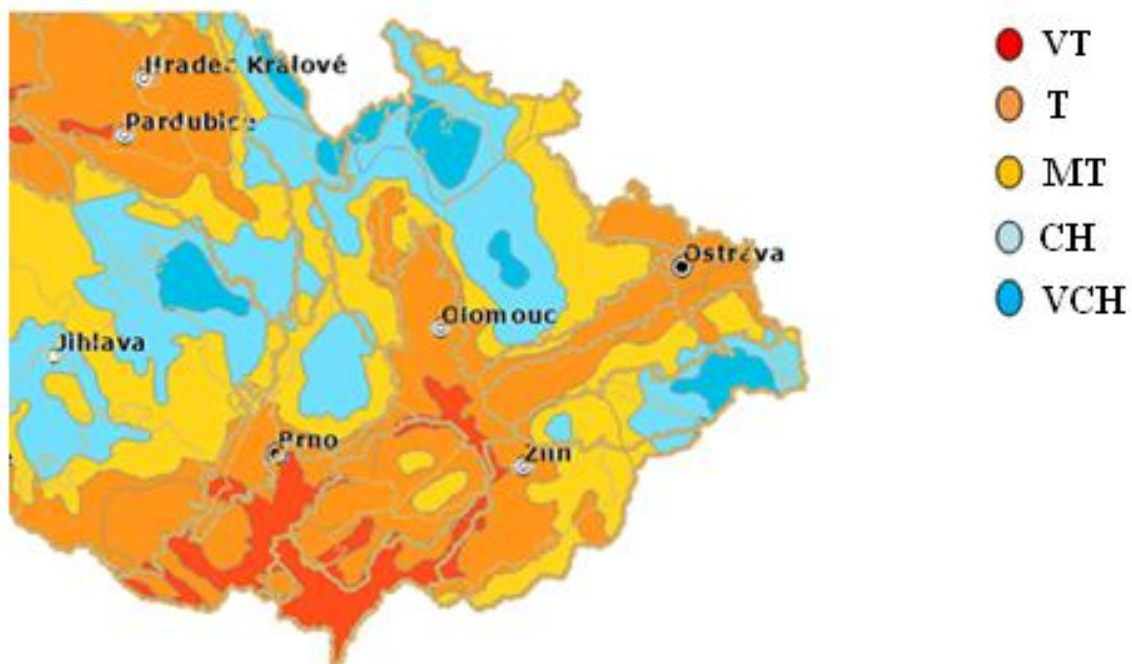 Hradec Králové
Pardubice
Ostrava
Olomouc
Jihlava
Brno
Zlín
VT
T
MT
CH
VCH